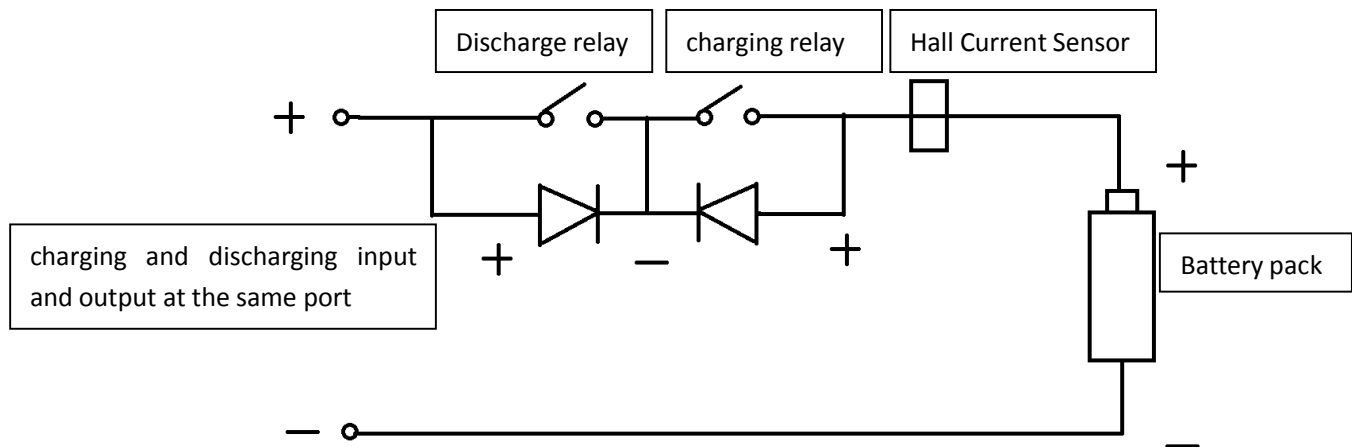 Discharge relay
charging relay
Hall Current Sensor
+
+
+
−
+
charging and discharging input
and output at the same port
Battery pack
−
−